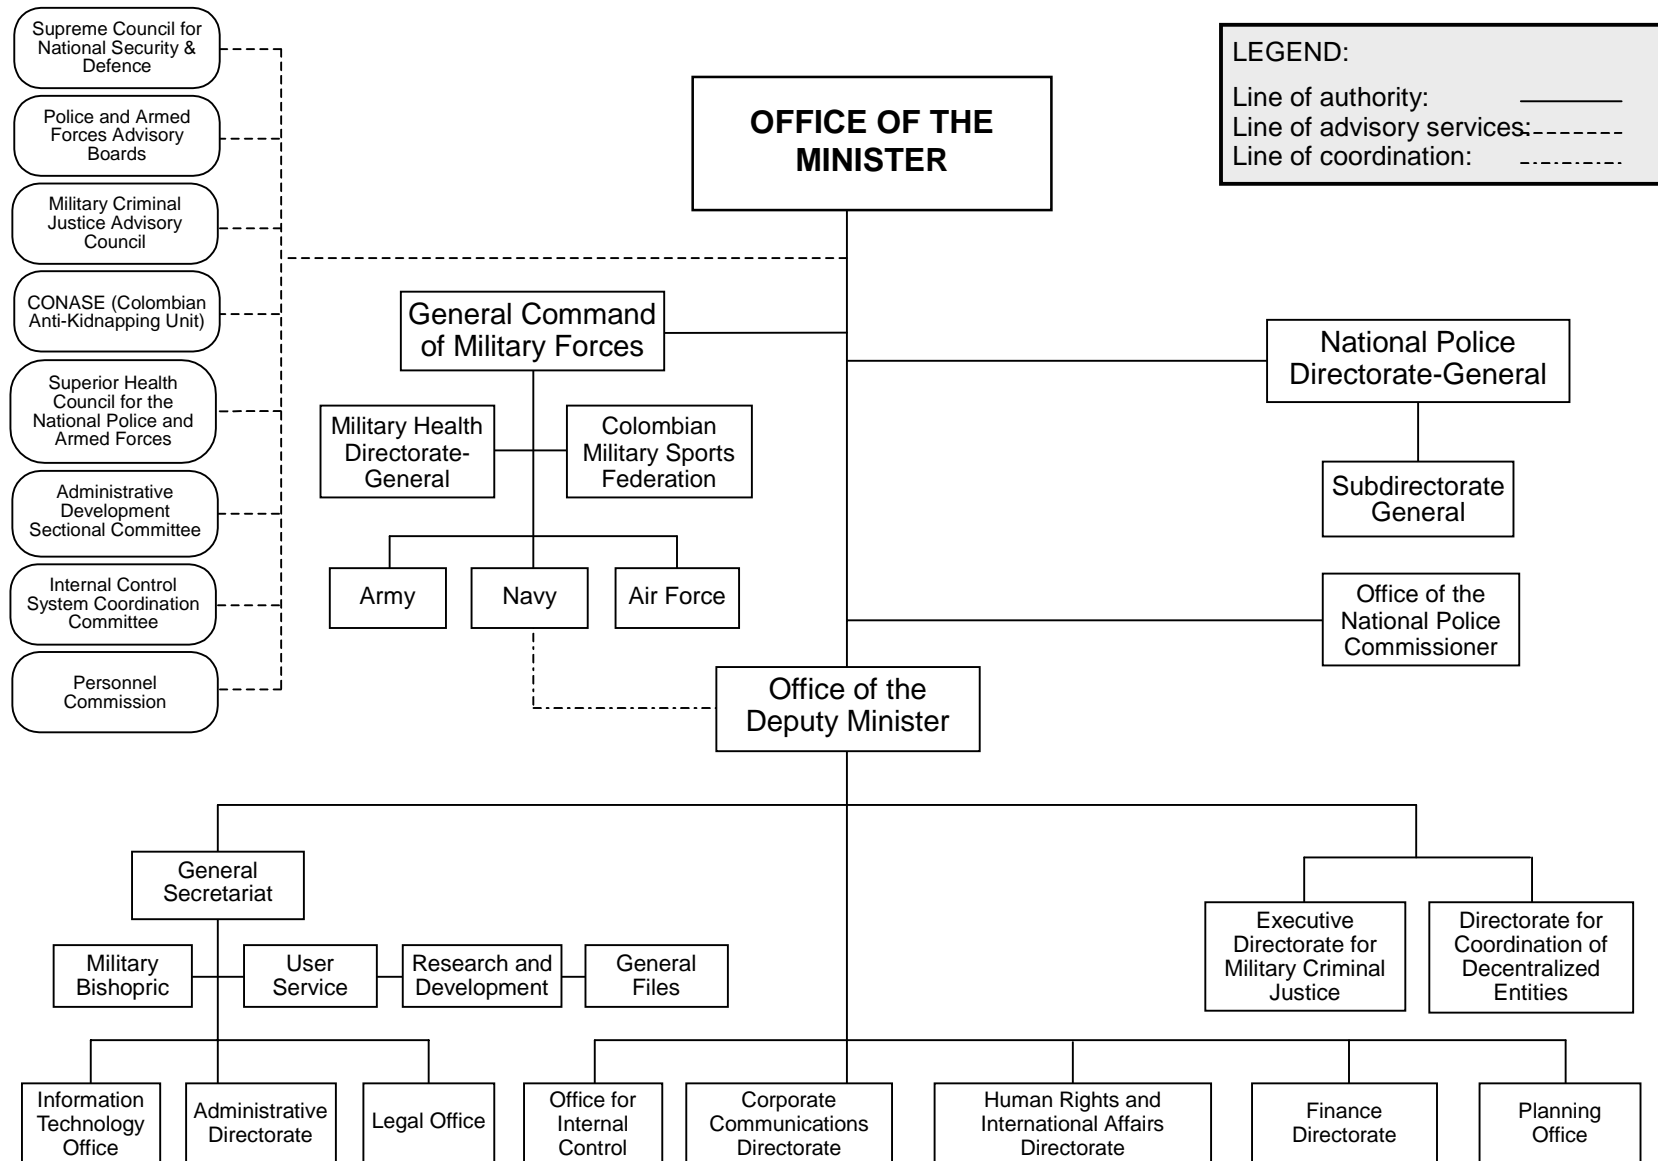 Supreme Council for
National Security &
Defence
Police and Armed
Forces Advisory
Boards
Military Criminal
Justice Advisory
Council
CONASE (Colombian
Anti-Kidnapping Unit)
Superior Health
Council for the
National Police and
Armed Forces
Administrative
Development
Sectional Committee
Internal Control
System Coordination
Committee
Personnel
Commission
OFFICE OF THE
MINISTER
LEGEND:
Line of authority:
Line of advisory services:
Line of coordination:
General Command
of Military Forces
National Police
Directorate-General
Military Health
Directorate-
General
Colombian
Military Sports
Federation
Subdirectorate
General
Army
Navy
Air Force
Office of the
National Police
Commissioner
Office of the
Deputy Minister
General
Secretariat
Executive
Directorate for
Military Criminal
Justice
Directorate for
Coordination of
Decentralized
Entities
Military
Bishopric
User
Service
Research and
Development
General
Files
Information
Technology
Office
Administrative
Directorate
Legal Office
Office for
Internal
Control
Corporate
Communications
Directorate
Human Rights and
International Affairs
Directorate
Finance
Directorate
Planning
Office